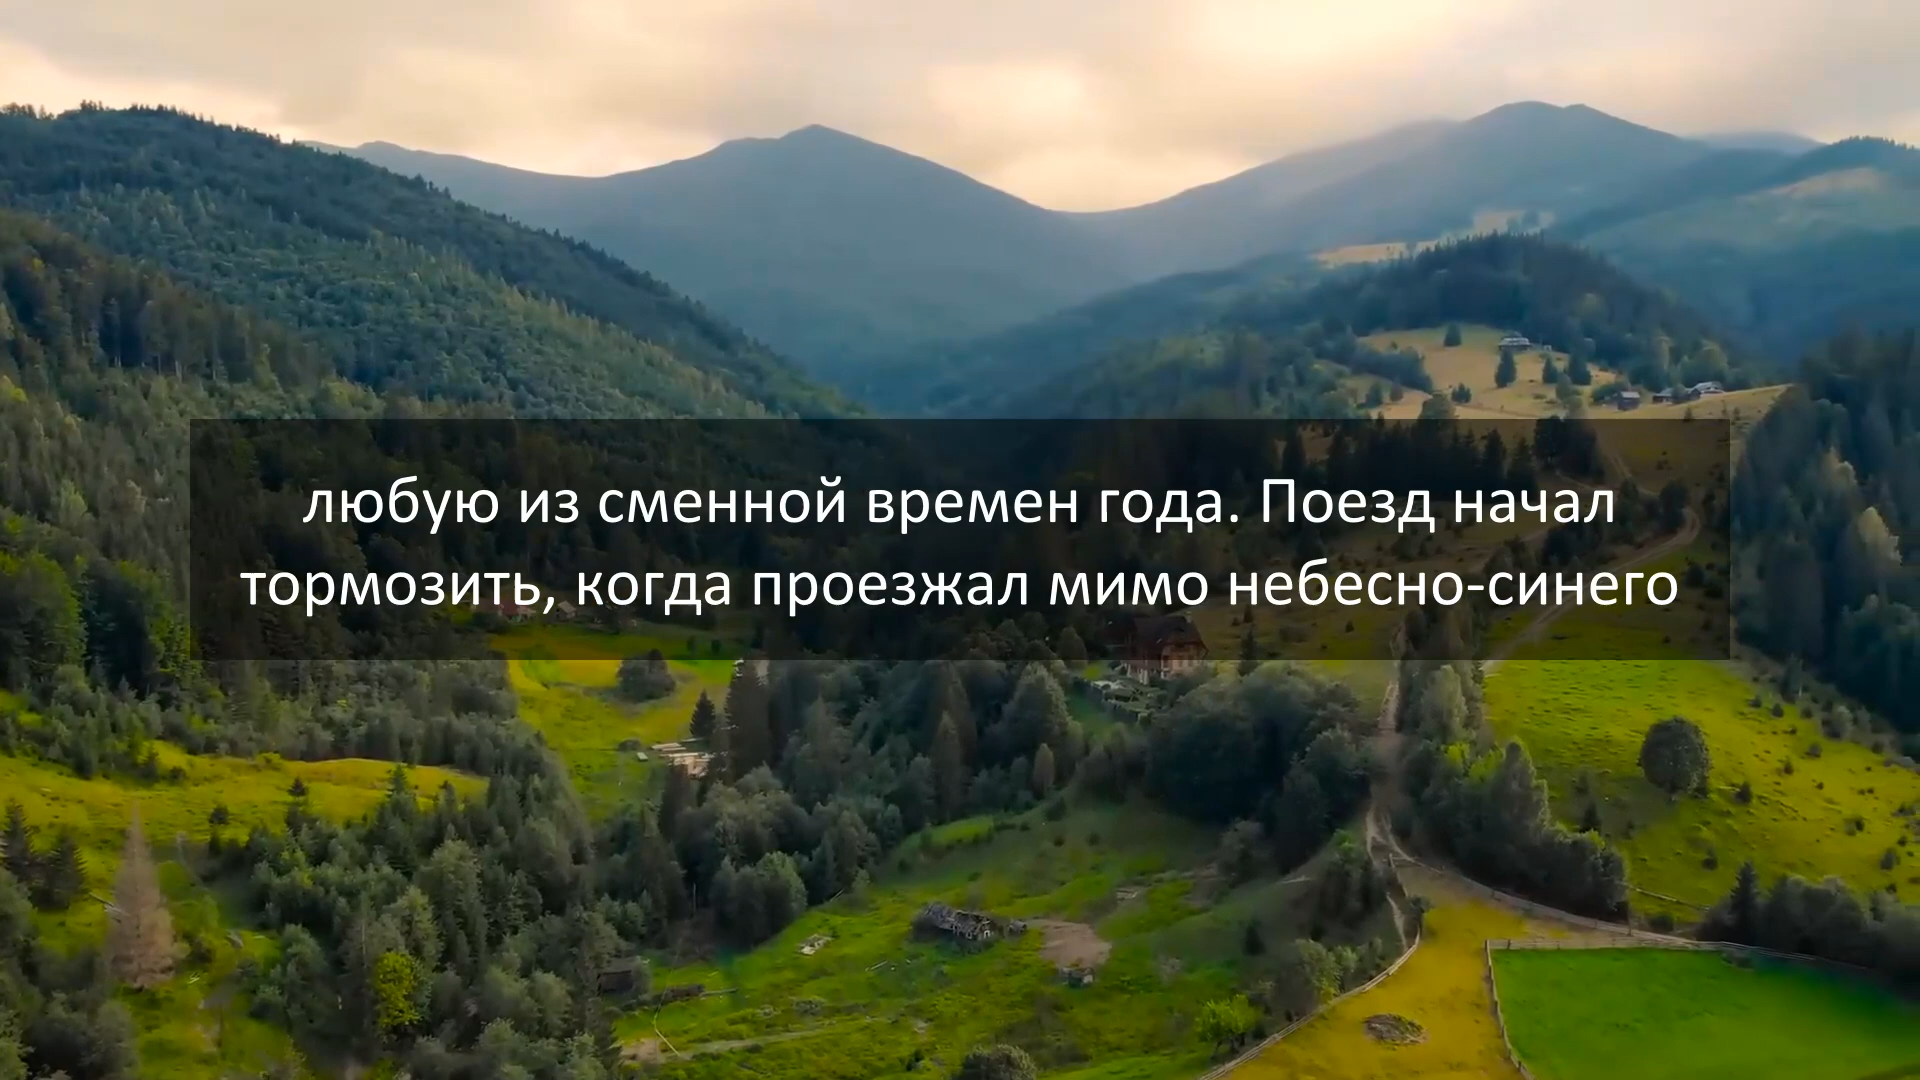 любую из сменной времен года. Поезд начал
тормозить, когда проезжал мимо небесно-синего